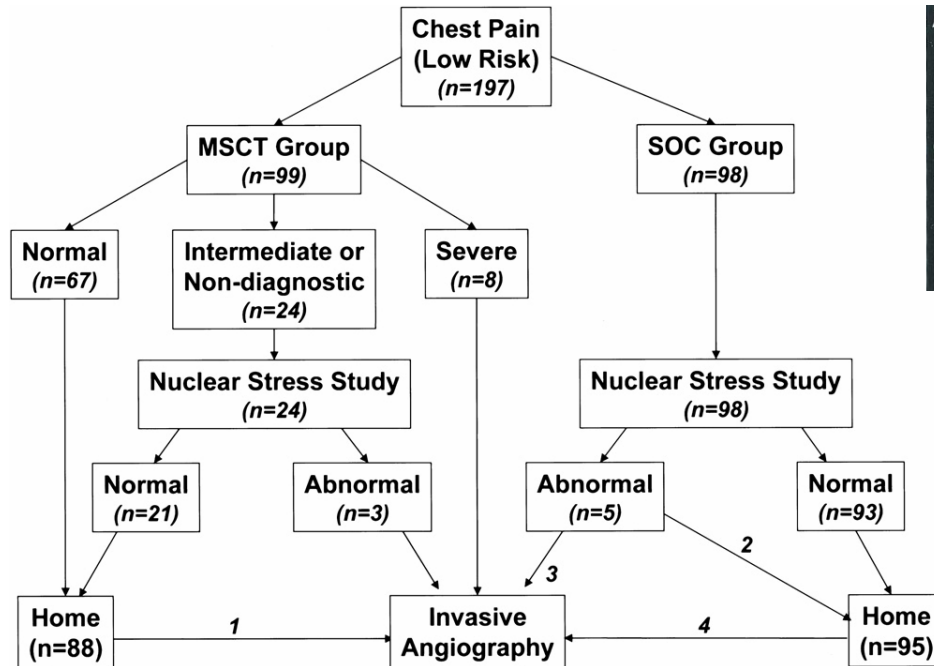 Chest Pain
(Low Risk)
(n=197)
MSCT Group
(n=99)
SOC Group
(n=98)
Normal
(n=67)
Intermediate or
Non-diagnostic
(n=24)
Severe
(n=8)
Nuclear Stress Study
(n=24)
Nuclear Stress Study
(n=98)
Normal
(n=21)
Abnormal
(n=3)
Abnormal
(n=5)
Normal
(n=93)
2
3
Home
(n=88)
1
Invasive
Angiography
4
Home
(n=95)